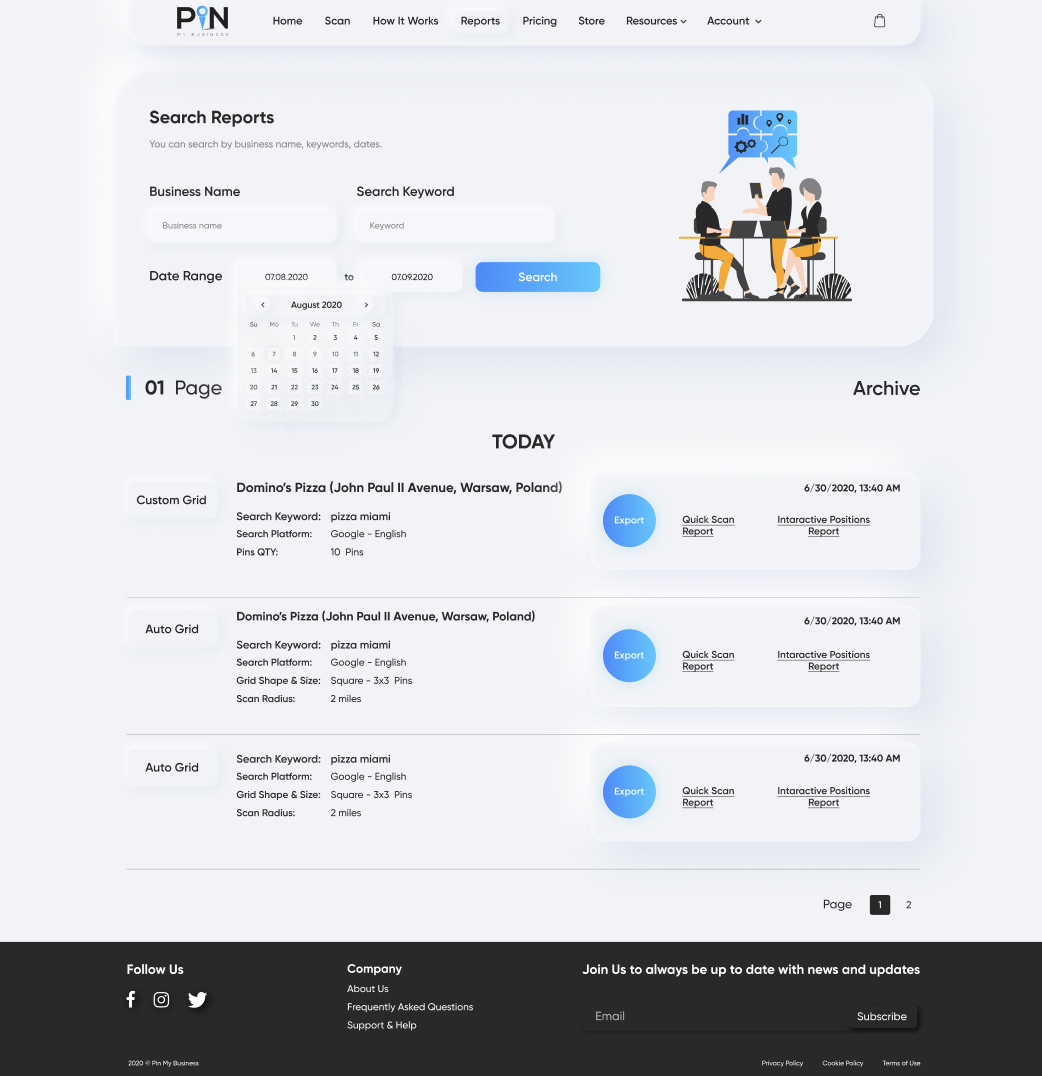 PIN
MY BUSINESS
Home Scan How It Works Reports Pricing Store Resources Account
Search Reports
You can search by business name, keywords, dates.
Business Name Search Keyword
Business name Keyword
Date Range 07.08.2020 to 07.09.2020 Search
August 2020
Su Mo Tu We Th Fr Sa
1 2 3 4 5
6 7 8 9 10 11 12
13 14 15 16 17 18 19
20 21 22 23 24 25 26
27 28 29 30
01 Page Archive
TODAY
Custom Grid
Domino's Pizza (John Paul II Avenue, Warsaw, Poland)
Search Keyword: pizza miami
Search Platform: Google - English
Pins QTY: 10 Pins
6/30/2020, 13:40 AM
Export
Quick Scan
Report
Intaractive Positions
Report
Auto Grid
Domino's Pizza (John Paul II Avenue, Warsaw, Poland)
Search Keyword: pizza miami
Search Platform: Google - English
Grid Shape & Size: Square - 3x3 Pins
Scan Radius: 2 miles
6/30/2020, 13:40 AM
Export
Quick Scan
Report
Intaractive Positions
Report
Auto Grid
Search Keyword: pizza miami
Search Platform: Google - English
Grid Shape & Size: Square - 3x3 Pins
Scan Radius: 2 miles
6/30/2020, 13:40 AM
Export
Quick Scan
Report
Intaractive Positions
Report
Page 1 2
Follow Us
Company
About Us
Frequently Asked Questions
Support & Help
Join Us to always be up to date with news and updates
Email Subscribe
2020 © Pin My Business
Privacy Policy Cookie Policy Terms of Use